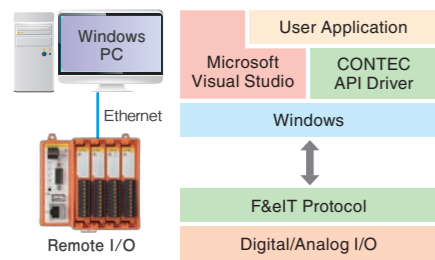 Windows
PC
Ethernet
Remote I/O
User Application
Microsoft
Visual Studio
CONTEC
API Driver
Windows
F&eIT Protocol
Digital/Analog I/O